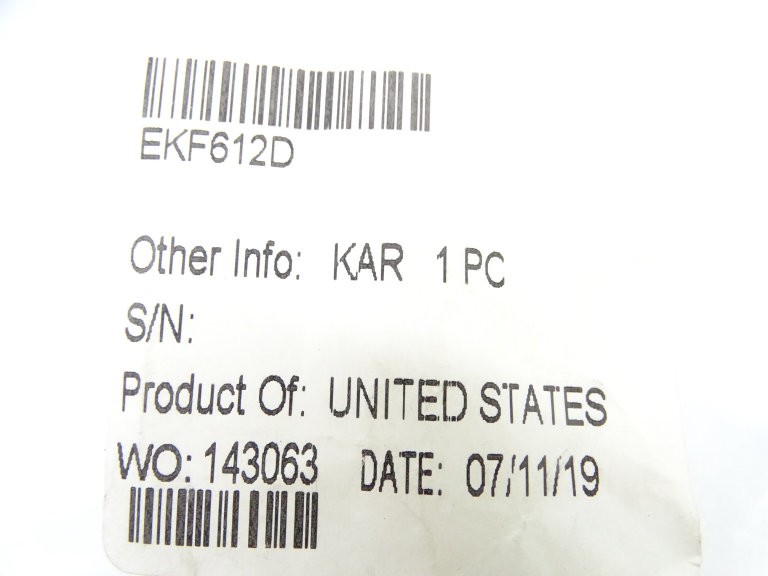 EKF612D
Other Info: KAR 1 PC
S/N:
Product Of: UNITED STATES
WO: 143063 DATE: 07/11/19